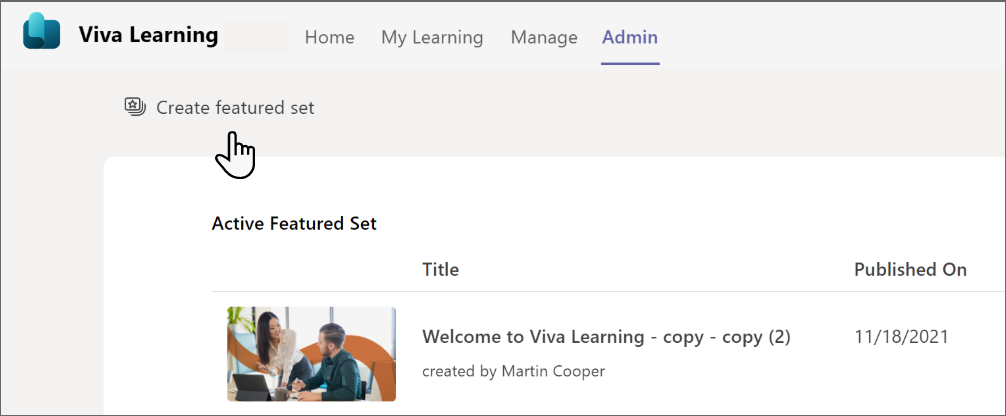 Viva Learning Home My Learning Manage Admin
Create featured set
Active Featured Set
Title Published On
Welcome to Viva Learning - copy - copy (2) 11/18/2021
created by Martin Cooper